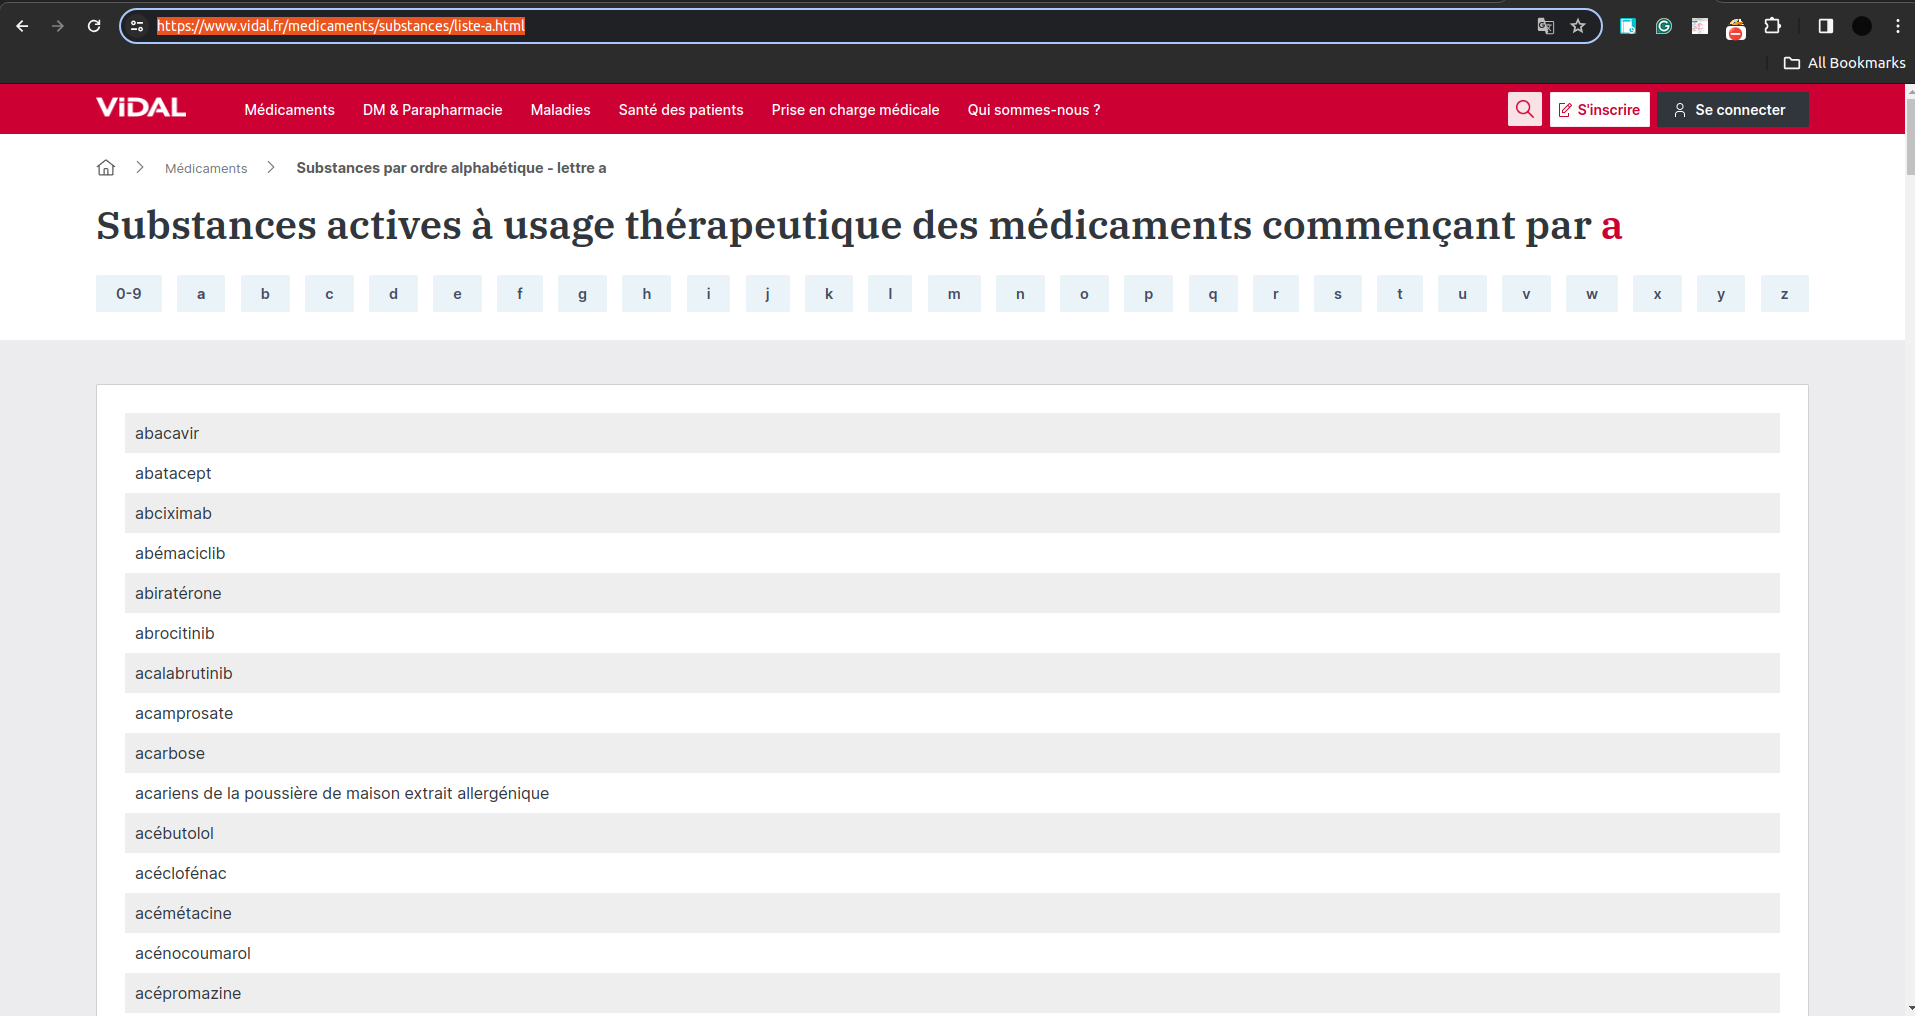 https://www.vidal.fr/medicaments/substances/liste-a.html
All Bookmarks
ViDAL Médicaments DM & Parapharmacie Maladies Santé des patients Prise en charge médicale Qui sommes-nous ? S'inscrire Se connecter
Médicaments Substances par ordre alphabétique - lettre a
Substances actives à usage thérapeutique des médicaments commençant par a
0-9 a b c d e f g h i j k l m n o p q r s t u v w x y z
abacavir
abatacept
abciximab
abémaciclib
abiratérone
abrocitinib
acalabrutinib
acamprosate
acarbose
acariens de la poussière de maison extrait allergénique
acébutolol
acéclofénac
acémétacine
acénocoumarol
acépromazine